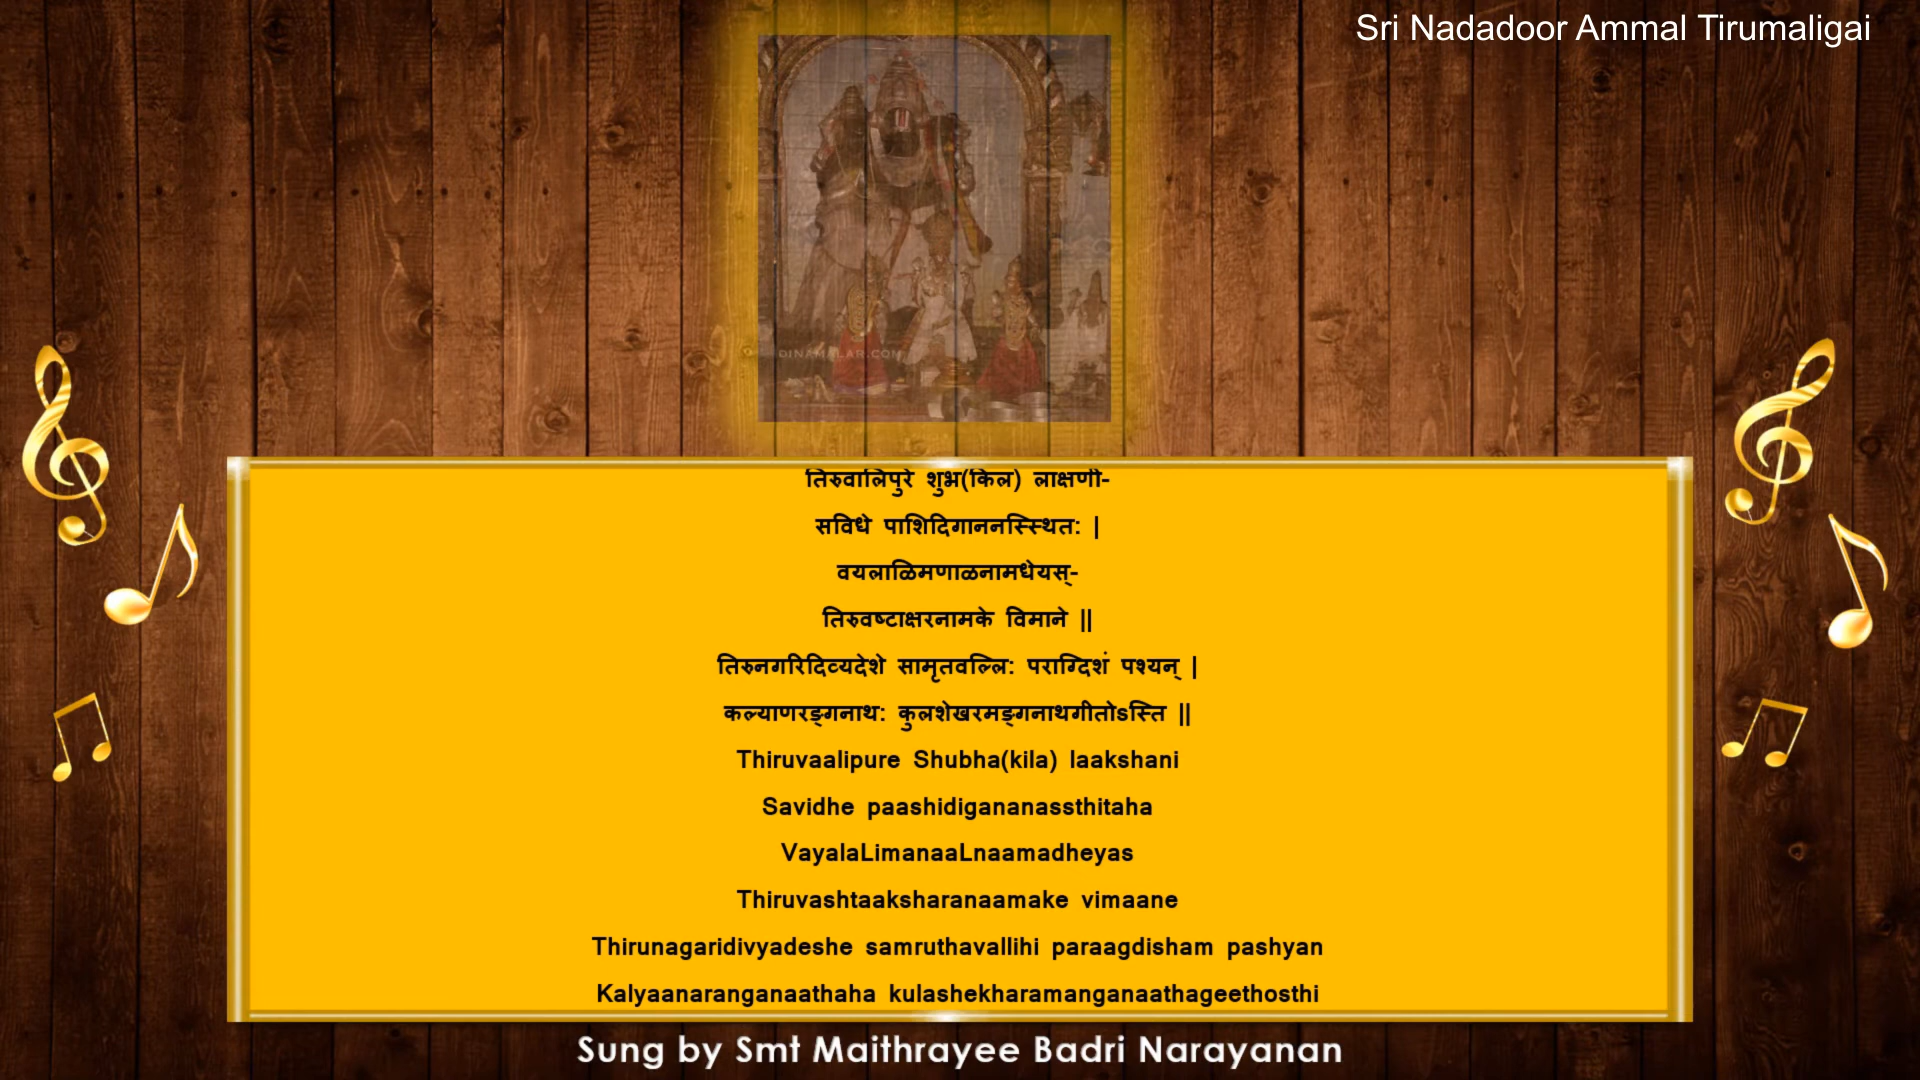 Sri Nadadoor Ammal Tirumaligai
DINAMALAR.COM
तिरुवालिपुरे शुभ(किल) लाक्षणी-
सविधे पाशिदिगाननस्स्थितः |
वयलाळिमणाळनामधेयस्-
तिरुवष्टाक्षरनामके विमाने ||
तिरुनगरिदिव्यदेशे सामृतवल्लिः पराग्दिशं पश्यन् |
कल्याणरङ्गनाथः कुलशेखरमङ्गनाथगीतोऽस्ति ||
Thiruvaalipure Shubha(kila) laakshani
Savidhe paashidigananassthitaha
VayalaLimanaaLnaamadheyas
Thiruvashtaaksharanaamake vimaane
Thirunagaridivyadeshe samruthavallihi paraagdisham pashyan
Kalyaanaranganaathaha kulashekharamanganaathageethosthi
Sung by Smt Maithrayee Badri Narayanan